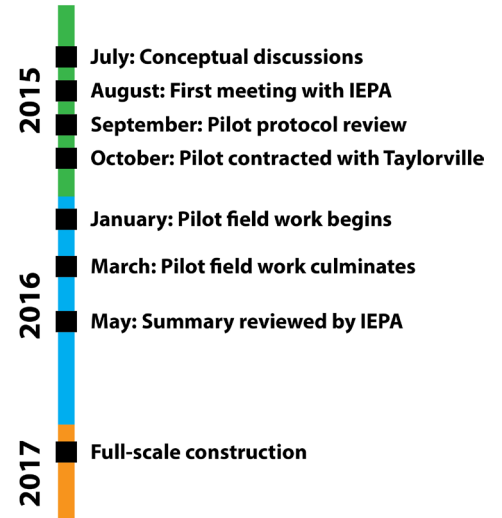 2015
July: Conceptual discussions
August: First meeting with IEPA
September: Pilot protocol review
October: Pilot contracted with Taylorville
2016
January: Pilot field work begins
March: Pilot field work culminates
May: Summary reviewed by IEPA
2017
Full-scale construction